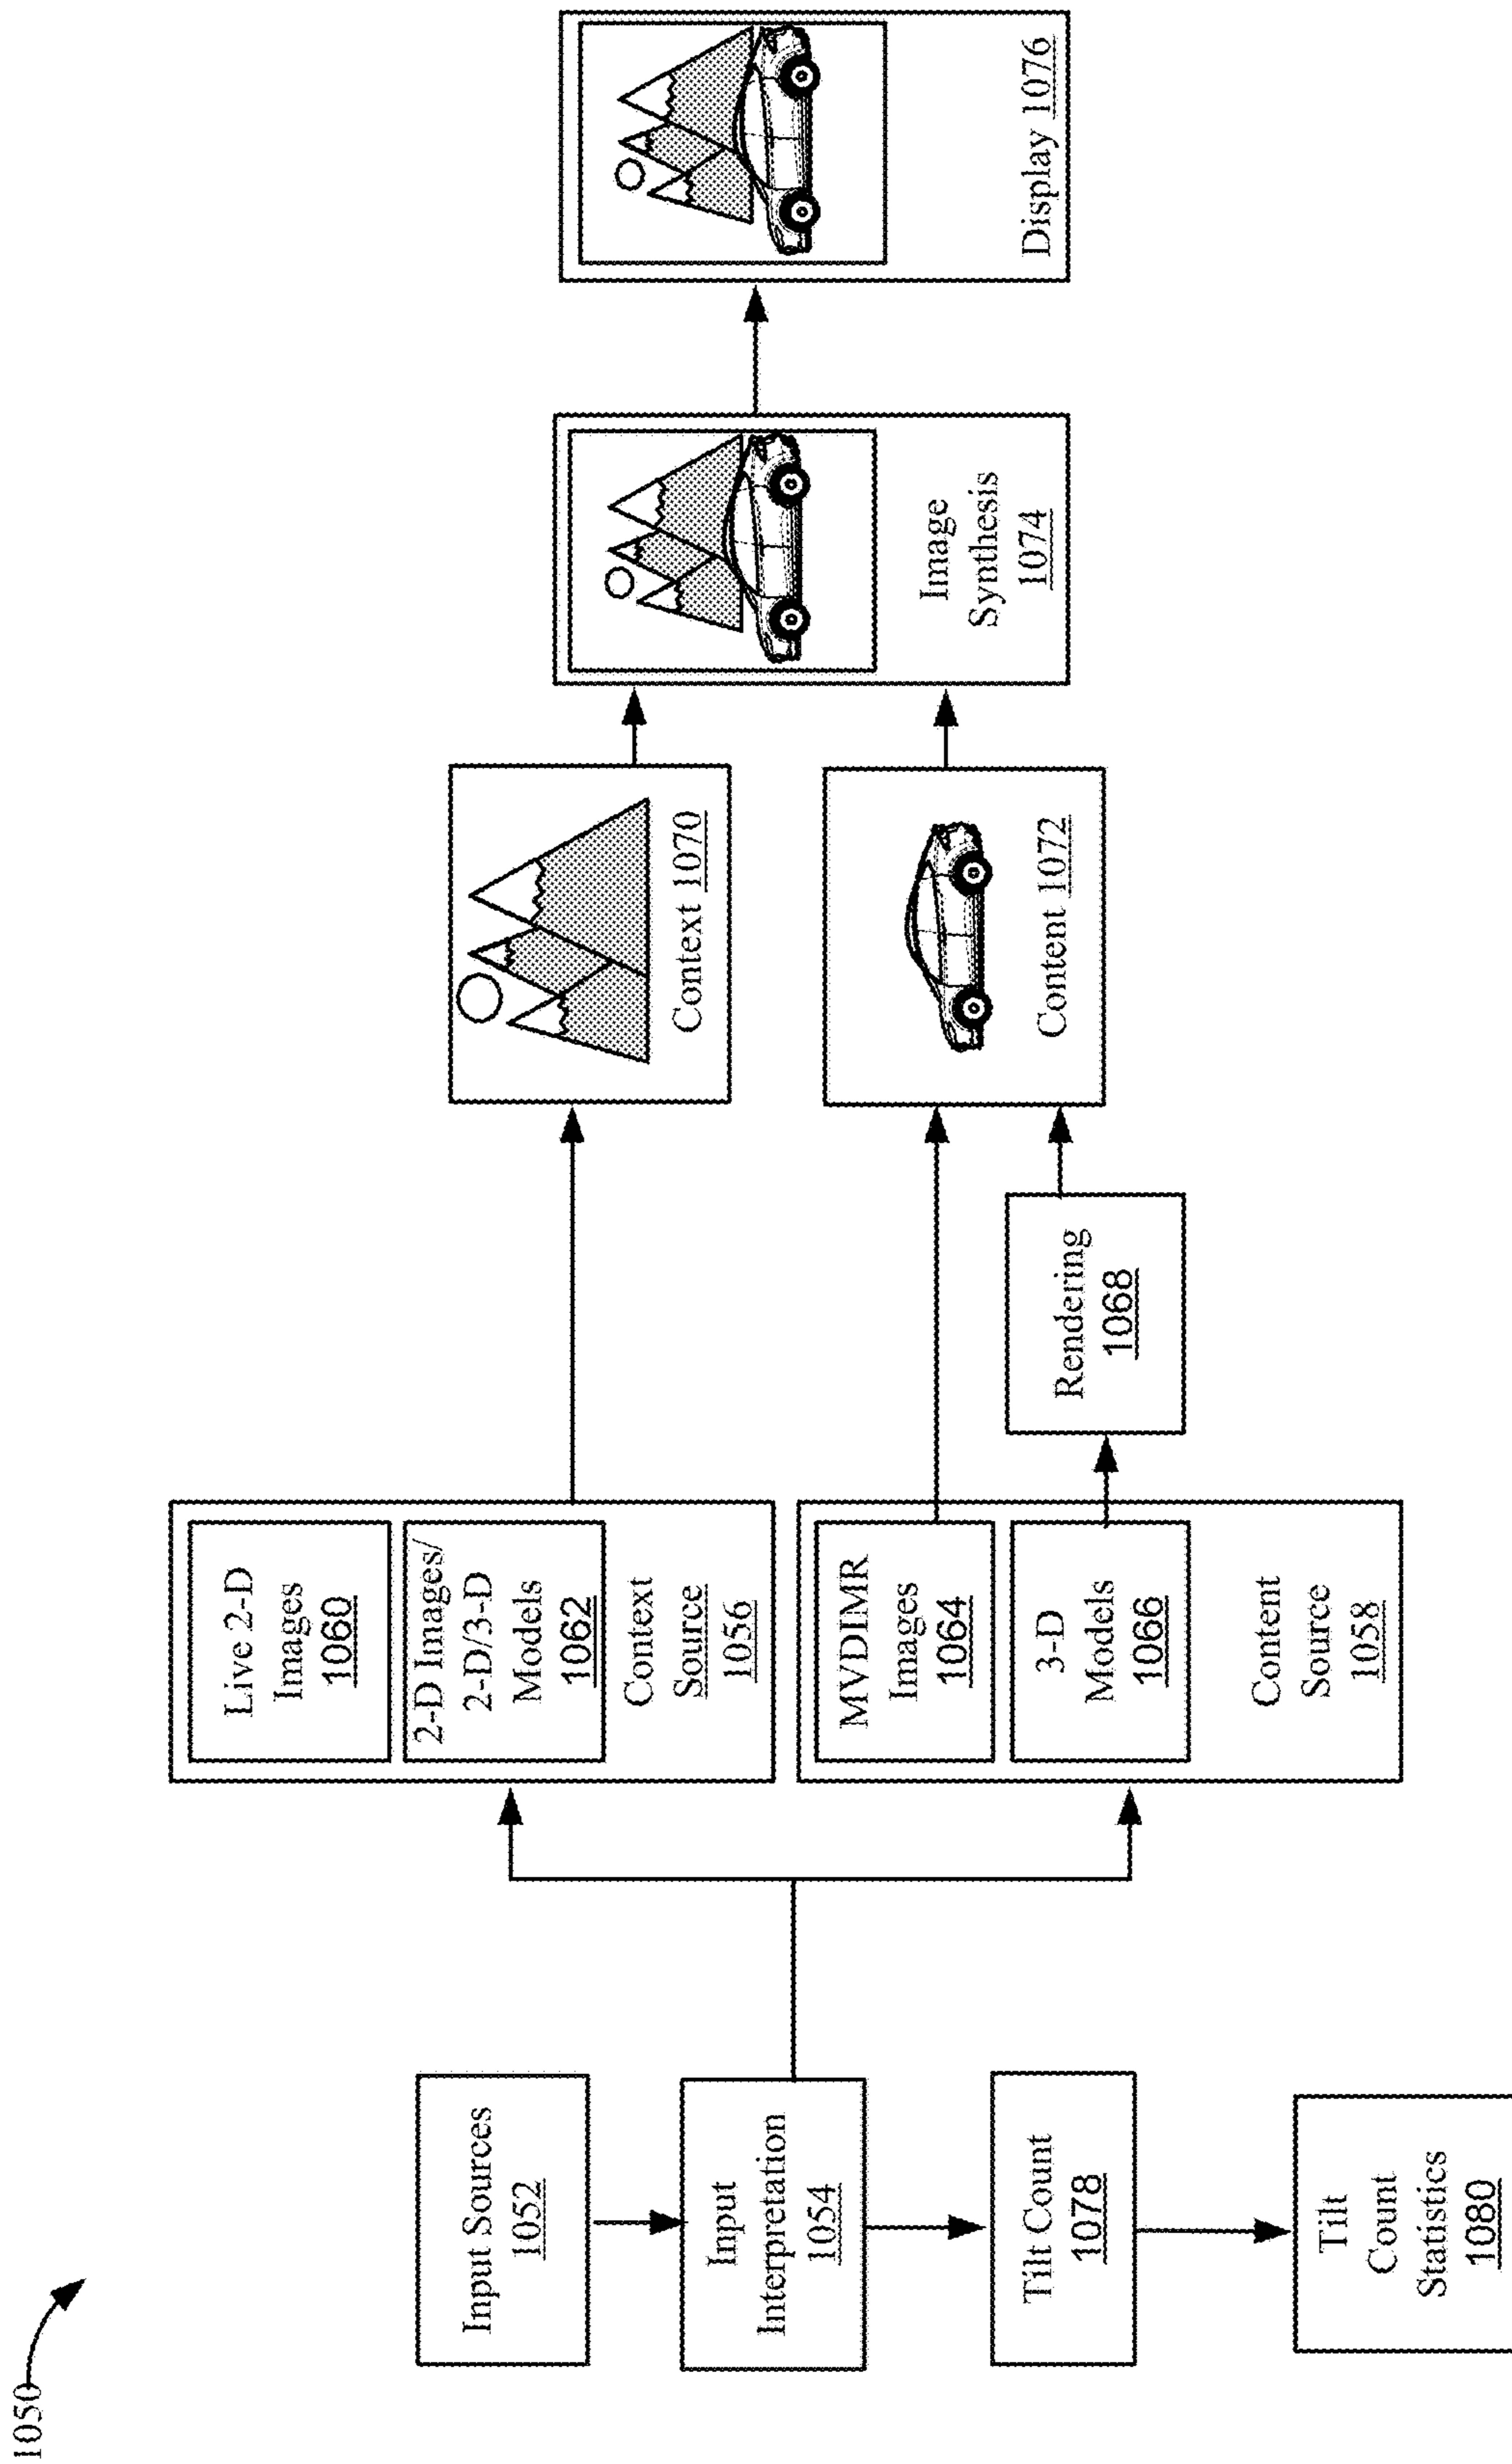 1050
Input Sources
1052
Input
Interpretation
1054
Tilt Count
1078
Tilt
Count
Statistics
1080
Live 2-D
Images
1060
2-D Images/
2-D/3-D
Models
1062
Context
Source
1056
MVDIMR
Images
1064
3-D
Models
1066
Content
Source
1058
Rendering
1068
Context 1070
Content 1072
Image
Synthesis
1074
Display 1076